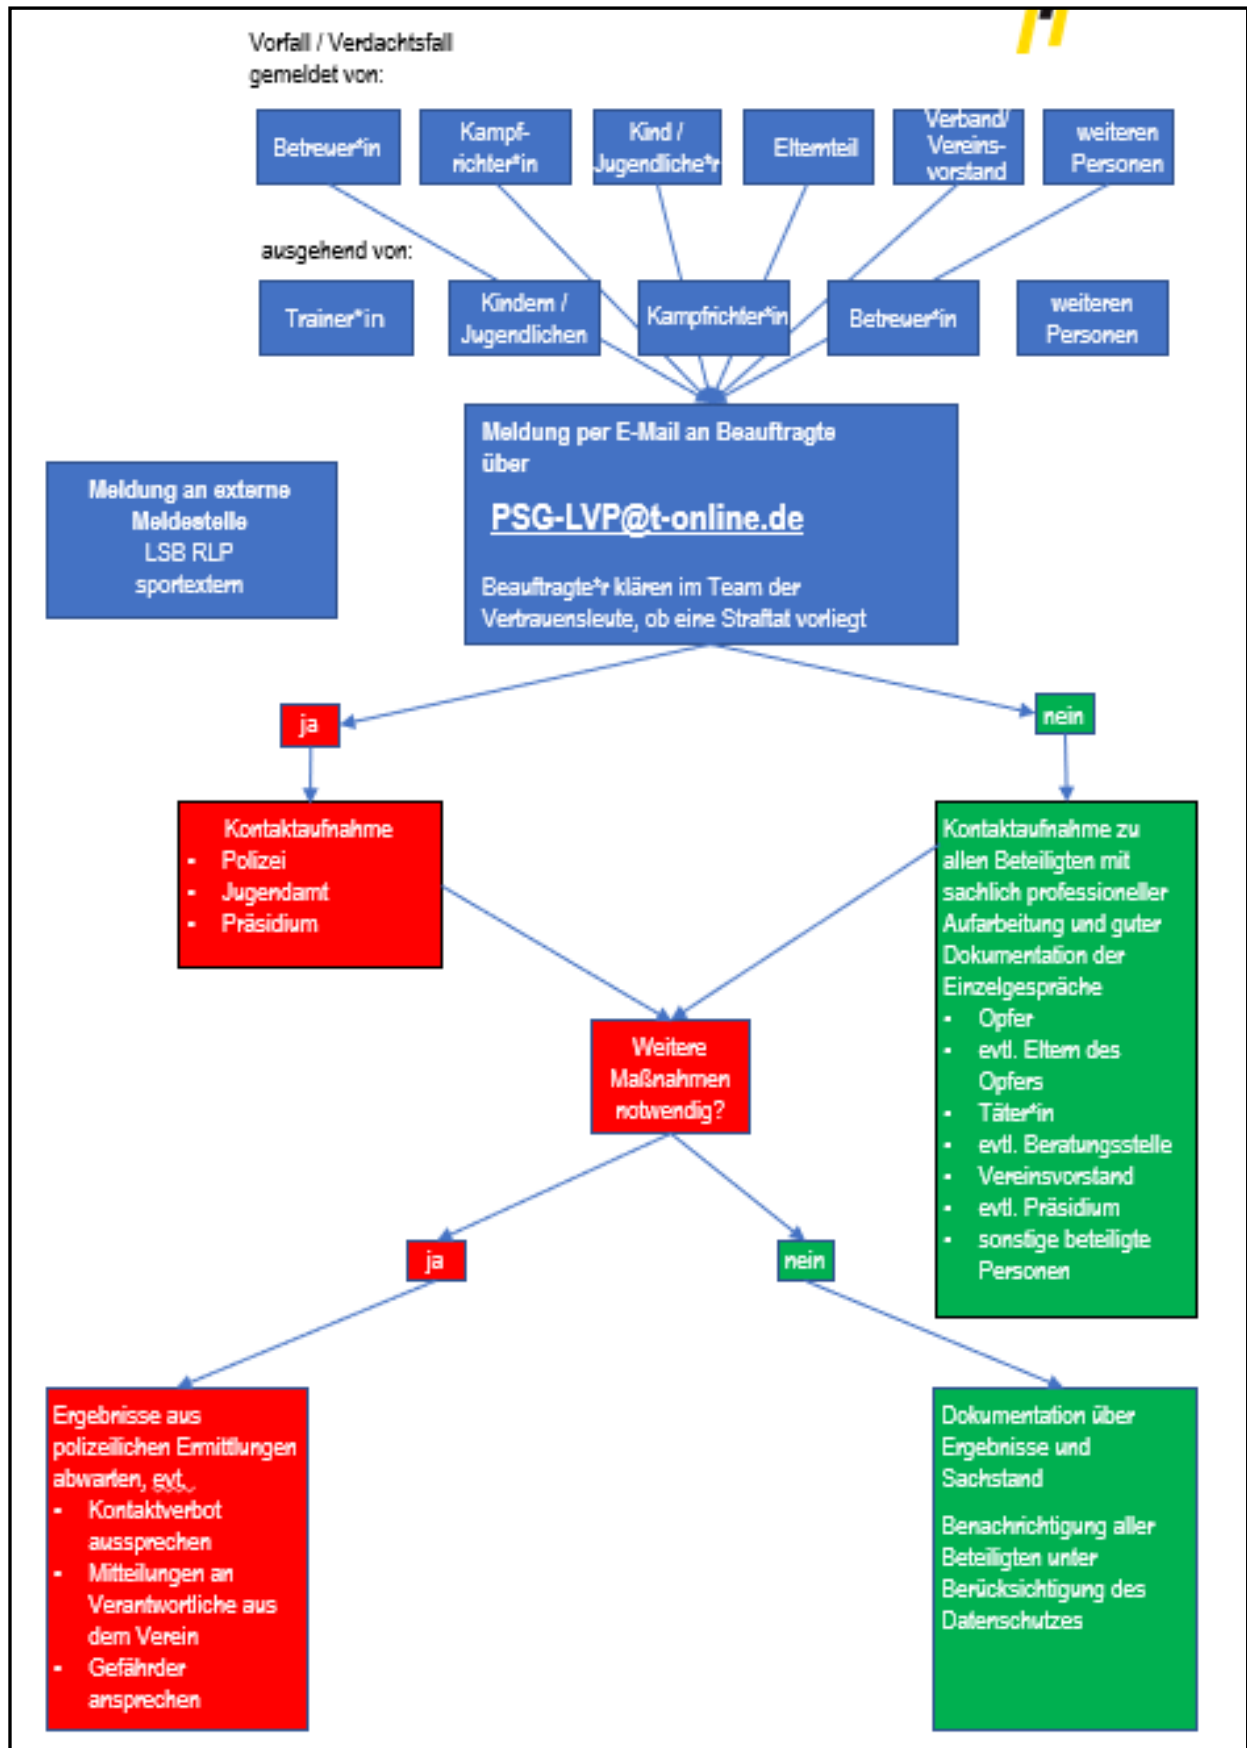 Vorfall / Verdachtsfall
gemeldet von:
Betreuer*in
Kampf-
richter*in
Kind /
Jugendliche*r
Elternteil
Verband/
Vereins-
vorstand
weiteren
Personen
ausgehend von:
Trainer*in
Kindern /
Jugendlichen
Kampfrichter*in
Betreuer*in
weiteren
Personen
Meldung per E-Mail an Beauftragte
über
PSG-LVP@t-online.de
Beauftragte*r klären im Team der
Vertrauensleute, ob eine Straftat vorliegt
Meldung an externe
Meldestelle
LSB RLP
sportextern
ja
nein
Kontaktaufnahme
- Polizei
- Jugendamt
- Präsidium
Kontaktaufnahme zu
allen Beteiligten mit
sachlich professioneller
Aufarbeitung und guter
Dokumentation der
Einzelgespräche
- Opfer
- evtl. Eltern des
Opfers
- Täter*in
- evtl. Beratungsstelle
- Vereinsvorstand
- evtl. Präsidium
- sonstige beteiligte
Personen
Weitere
Maßnahmen
notwendig?
ja
nein
Ergebnisse aus
polizeilichen Ermittlungen
abwarten, evt.
- Kontaktverbot
aussprechen
- Mitteilungen an
Verantwortliche aus
dem Verein
- Gefährder
ansprechen
Dokumentation über
Ergebnisse und
Sachstand
Benachrichtigung aller
Beteiligten unter
Berücksichtigung des
Datenschutzes